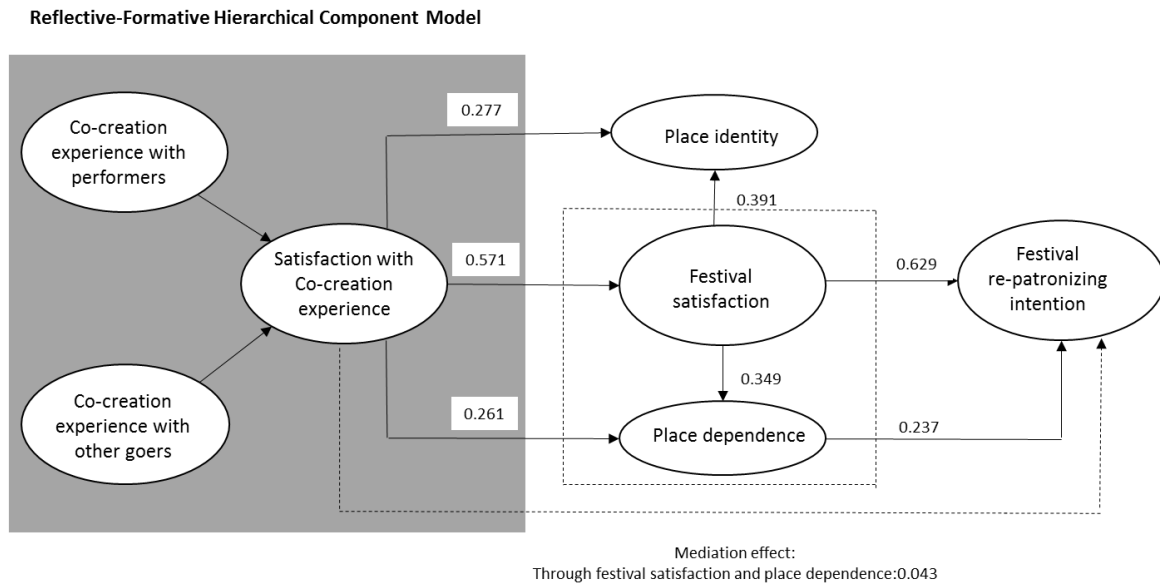 Reflective-Formative Hierarchical Component Model
Co-creation
experience with
performers
0.277
Place identity
0.391
Satisfaction with
Co-creation
experience
0.571
Festival
satisfaction
0.629
Festival
re-patronizing
intention
0.349
Co-creation
experience with
other goers
0.261
Place dependence
0.237
Mediation effect:
Through festival satisfaction and place dependence:0.043